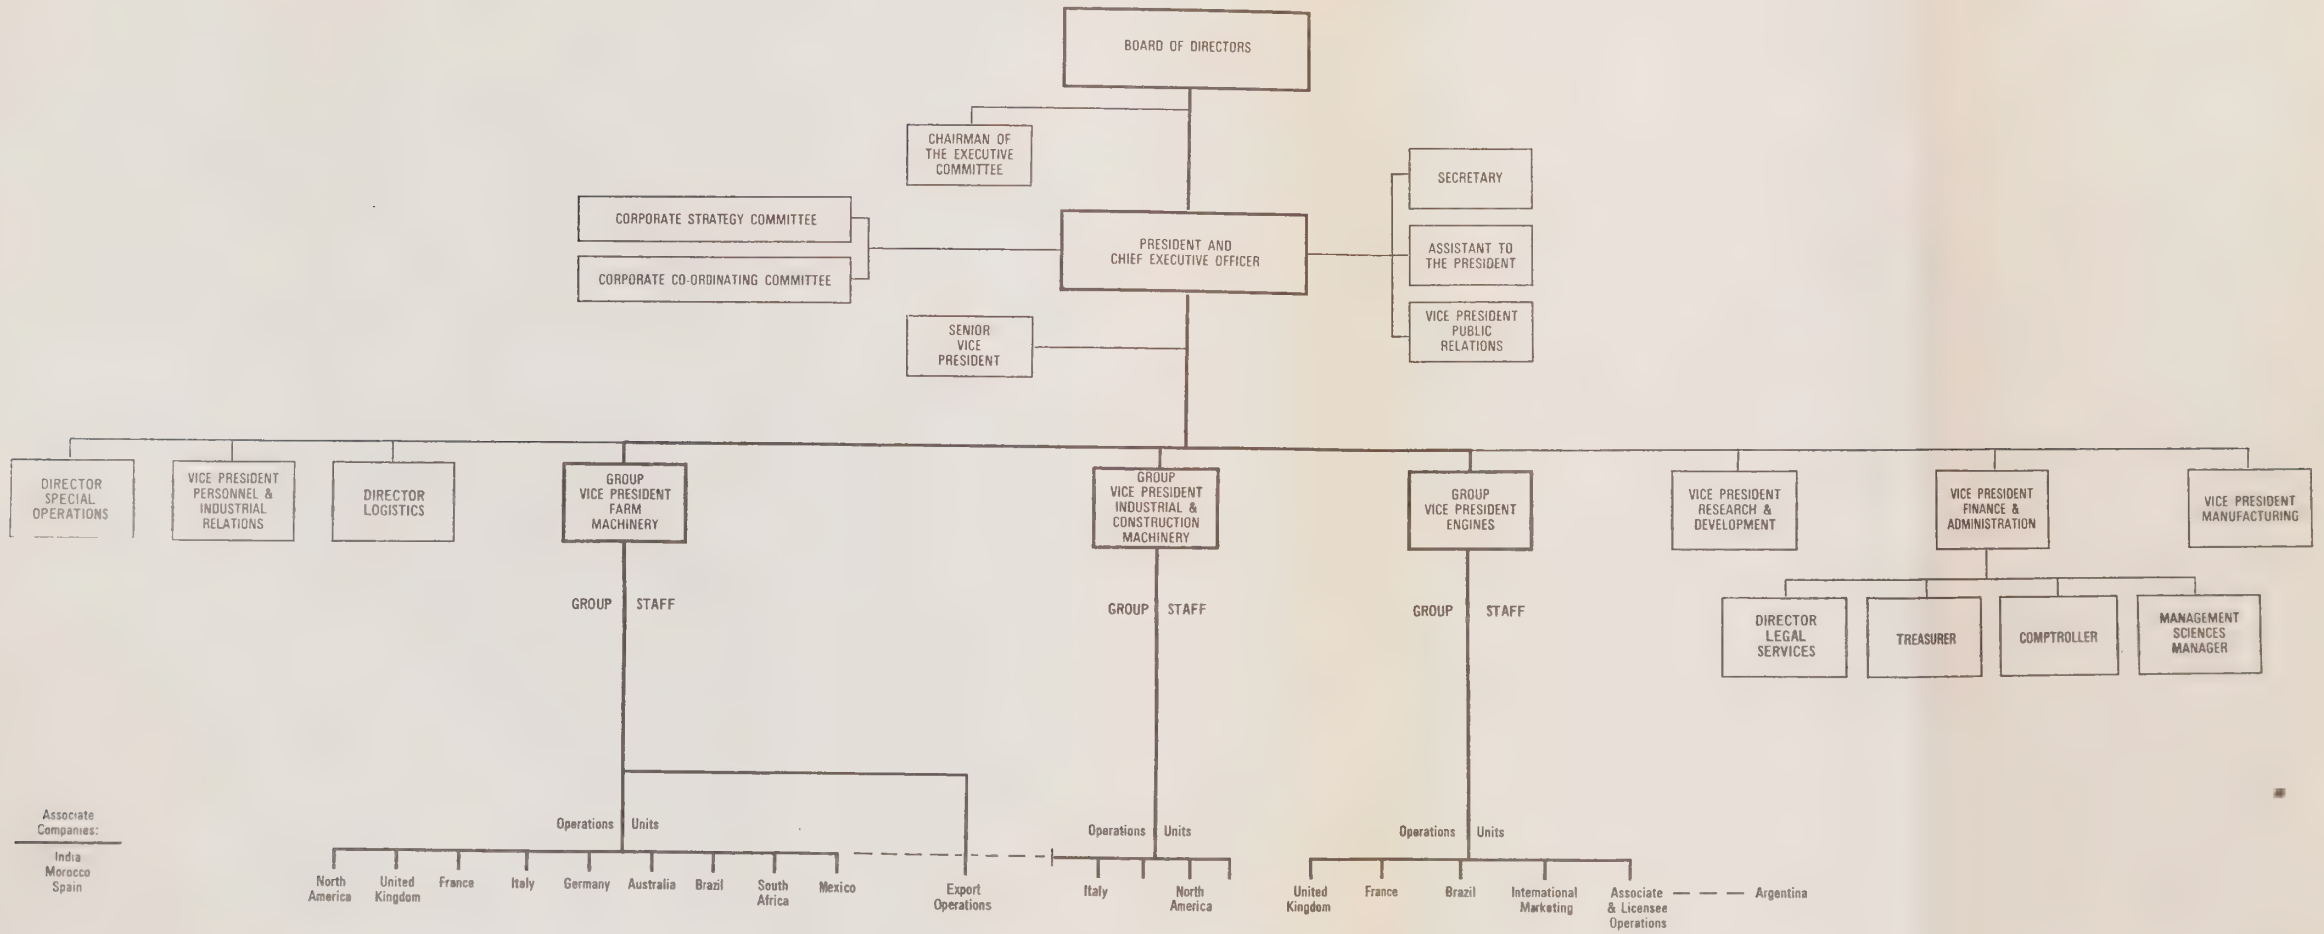 BOARD OF DIRECTORS
CHAIRMAN OF
THE EXECUTIVE
COMMITTEE
SECRETARY
CORPORATE STRATEGY COMMITTEE
PRESIDENT AND
CHIEF EXECUTIVE OFFICER
ASSISTANT TO
THE PRESIDENT
CORPORATE CO-ORDINATING COMMITTEE
VICE PRESIDENT
PUBLIC
RELATIONS
SENIOR
VICE
PRESIDENT
DIRECTOR
SPECIAL
OPERATIONS
VICE PRESIDENT
PERSONNEL &
INDUSTRIAL
RELATIONS
DIRECTOR
LOGISTICS
GROUP
VICE PRESIDENT
FARM
MACHINERY
GROUP
VICE PRESIDENT
INDUSTRIAL &
CONSTRUCTION
MACHINERY
GROUP
VICE PRESIDENT
ENGINES
VICE PRESIDENT
RESEARCH &
DEVELOPMENT
VICE PRESIDENT
FINANCE &
ADMINISTRATION
VICE PRESIDENT
MANUFACTURING
GROUP STAFF
GROUP STAFF
GROUP STAFF
DIRECTOR
LEGAL
SERVICES
TREASURER
COMPTROLLER
MANAGEMENT
SCIENCES
MANAGER
Associate
Companies:
India
Morocco
Spain
Operations Units
North
America
United
Kingdom
France
Italy
Germany
Australia
Brazil
South
Africa
Mexico
Export
Operations
Operations Units
Italy
North
America
Operations Units
United
Kingdom
France
Brazil
International
Marketing
Associate
& Licensee
Operations
Argentina